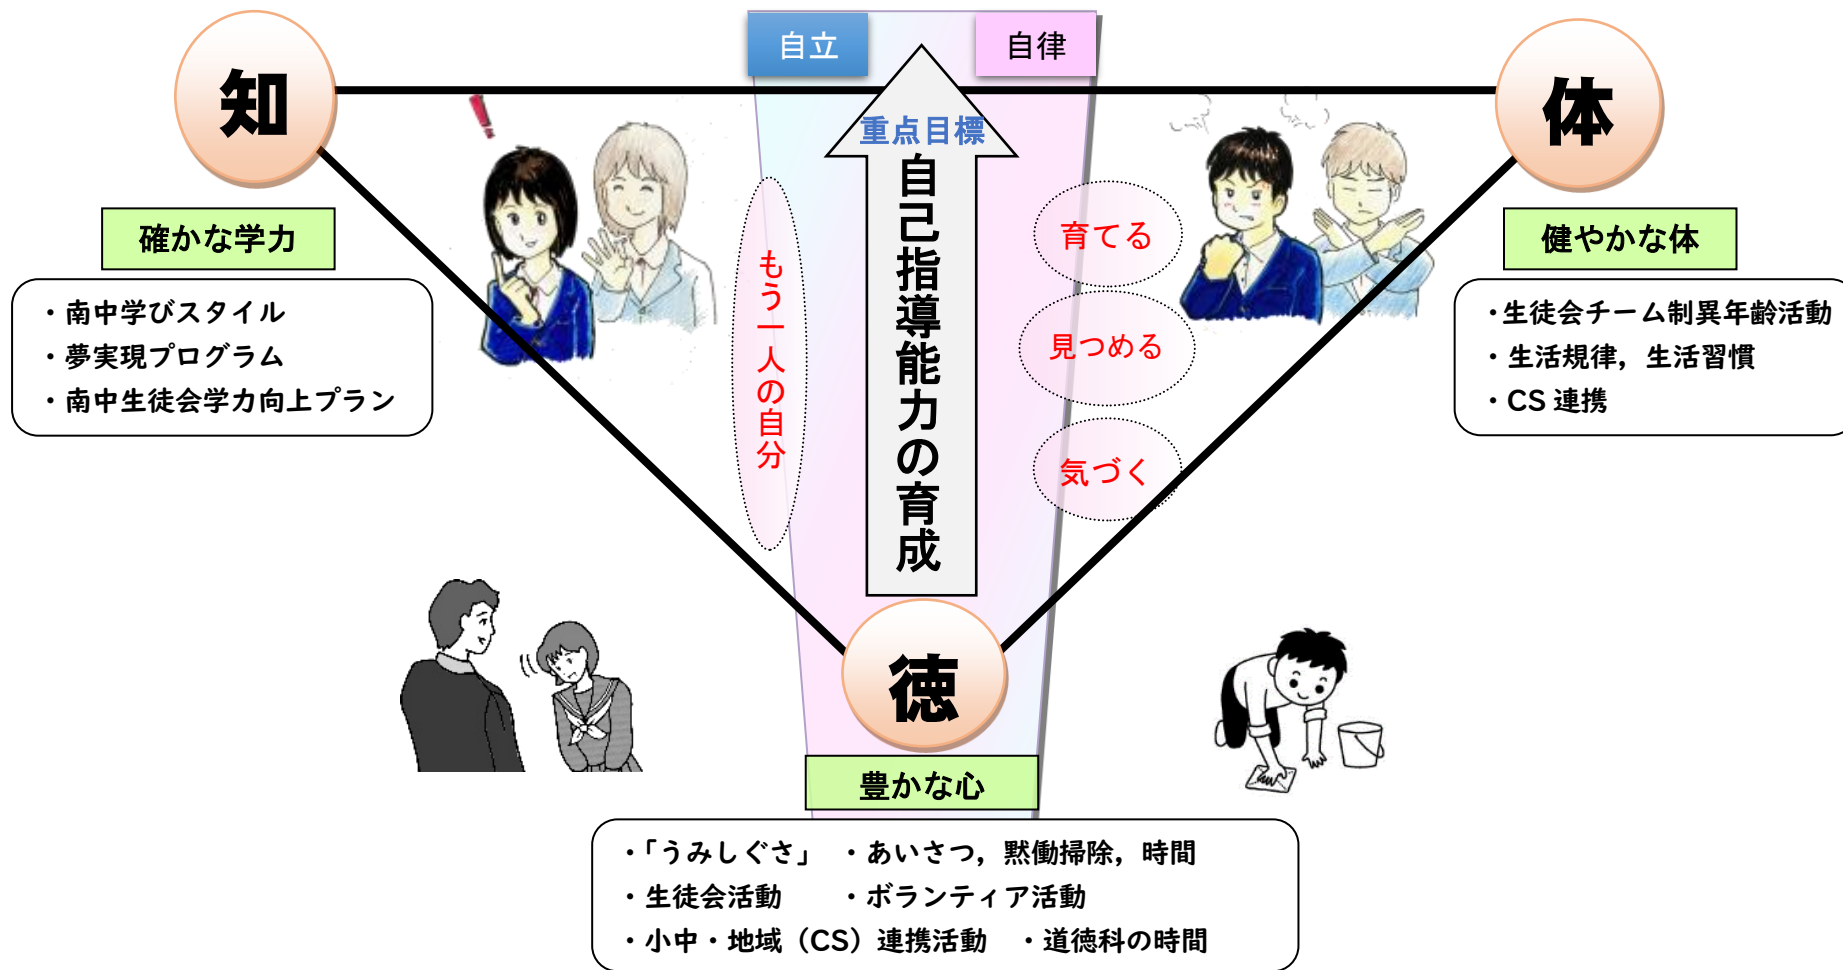 自立
自律
知
体
重点目標
自己指導能力の育成
もう一人の自分
育てる
見つめる
気づく
確かな学力
・南中学びスタイル
・夢実現プログラム
・南中生徒会学力向上プラン
健やかな体
・生徒会チーム制異年齢活動
・生活規律，生活習慣
・CS 連携
徳
豊かな心
・「うみしぐさ」　・あいさつ，黙働掃除，時間
・生徒会活動　　・ボランティア活動
・小中・地域（CS）連携活動　・道徳科の時間